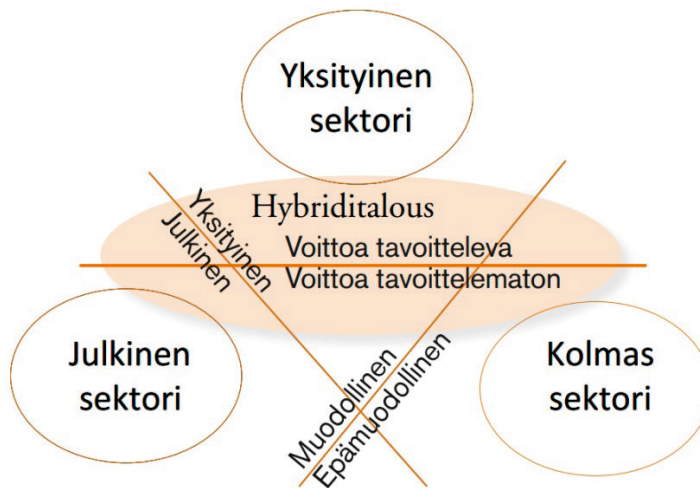 Yksityinen
sektori
Hybriditalous
Yksityinen
Julkinen
Voittoa tavoitteleva
Voittoa tavoittelematon
Julkinen
sektori
Muodollinen
Epämuodollinen
Kolmas
sektori